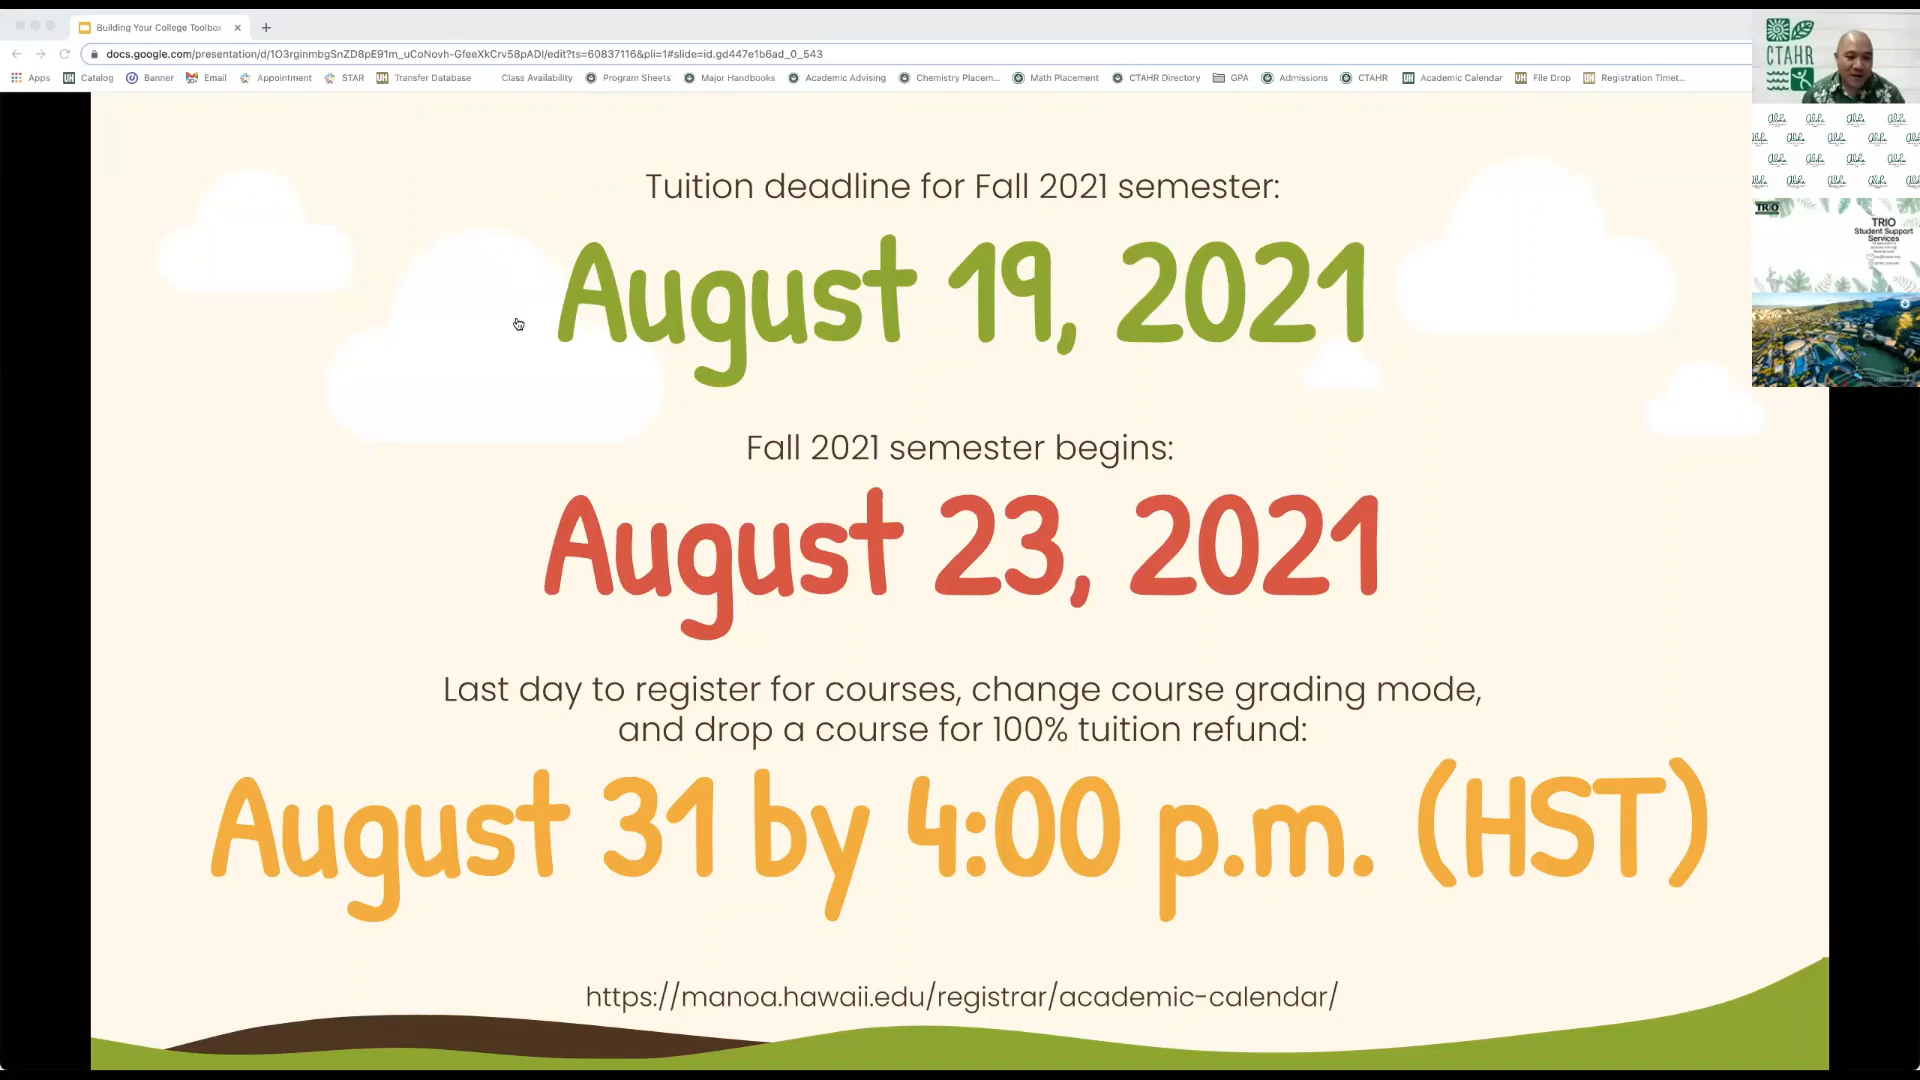 Building Your College Toolbox
docs.google.com/presentation/d/1O3rginrnbgSnZD8pE91m_uCoNovh-GfeeXkCrv58pADI/edit?ts=60837116&pli=1#slide=id.gd447e1b6ad_0_543
Apps Catalog Banner Email Appointment STAR Transfer Database Class Availability Program Sheets Major Handbooks Academic Advising Chemistry Placem... Math Placement CTAHR Directory GPA Admissions CTAHR Academic Calendar File Drop Registration Timet...
CTAHR
Aloha Aloha Aloha Aloha
TRIO
TRIO
Student Support
Services
Tuition deadline for Fall 2021 semester:
August 19, 2021
Fall 2021 semester begins:
August 23, 2021
Last day to register for courses, change course grading mode,
and drop a course for 100% tuition refund:
August 31 by 4:00 p.m. (HST)
https://manoa.hawaii.edu/registrar/academic-calendar/